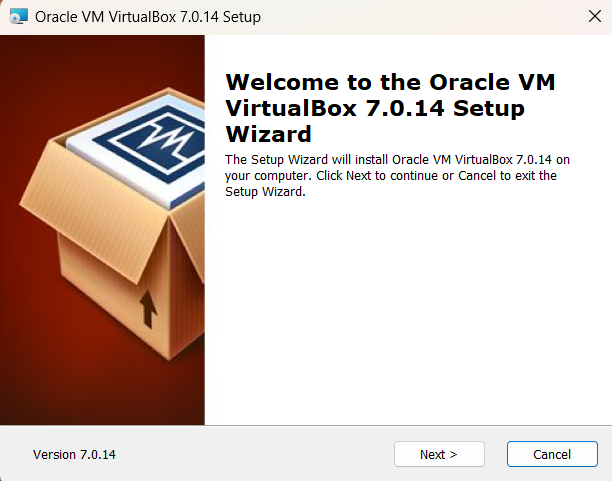 Oracle VM VirtualBox 7.0.14 Setup
Welcome to the Oracle VM
VirtualBox 7.0.14 Setup
Wizard
The Setup Wizard will install Oracle VM VirtualBox 7.0.14 on
your computer. Click Next to continue or Cancel to exit the
Setup Wizard.
Version 7.0.14
Next >
Cancel